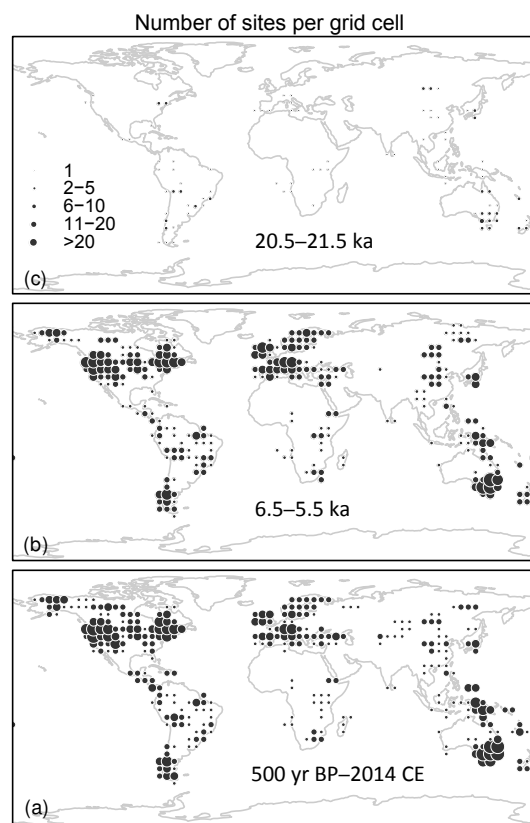 Number of sites per grid cell
1
2−5
6−10
11−20
>20
20.5–21.5 ka
(c)
6.5–5.5 ka
(b)
500 yr BP–2014 CE
(a)